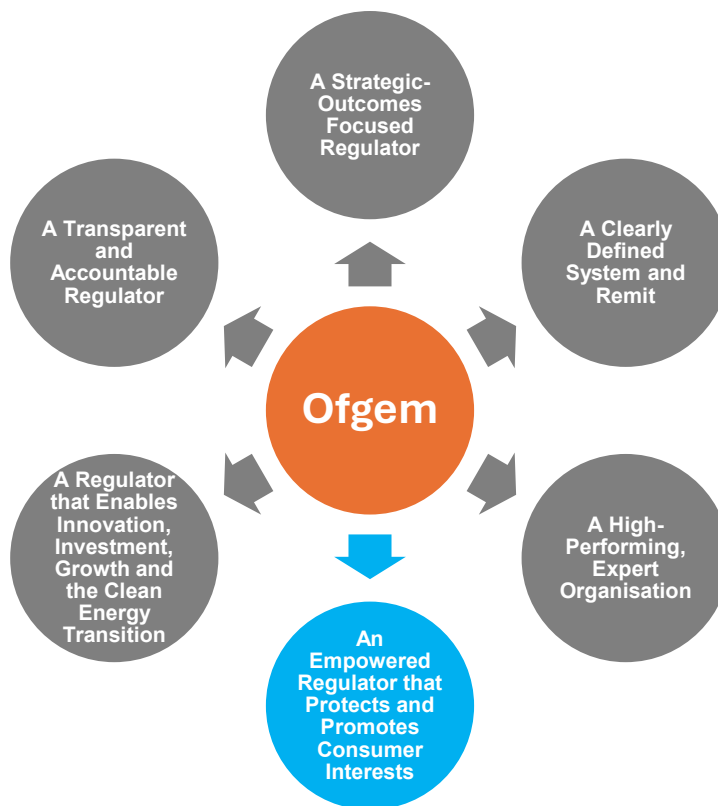 A Strategic-
Outcomes
Focused
Regulator
A Transparent
and
Accountable
Regulator
A Clearly
Defined
System and
Remit
Ofgem
A Regulator
that Enables
Innovation,
Investment,
Growth and
the Clean
Energy
Transition
A High-
Performing,
Expert
Organisation
An
Empowered
Regulator that
Protects and
Promotes
Consumer
Interests